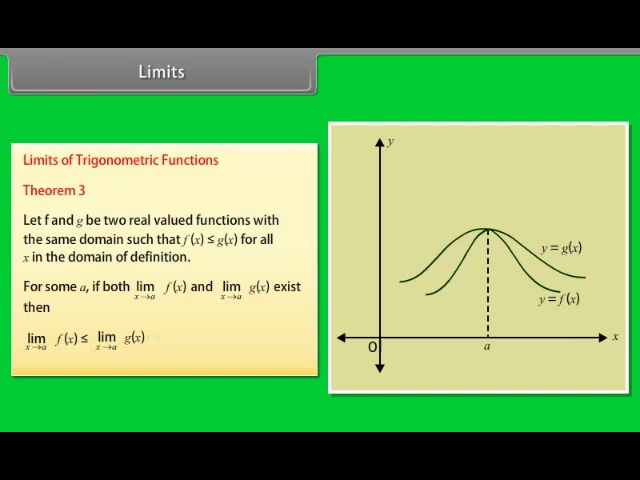 Limits
Limits of Trigonometric Functions
Theorem 3
Let f and g be two real valued functions with
the same domain such that f (x) ≤ g(x) for all
x in the domain of definition.
For some a, if both lim x→a f (x) and lim x→a g(x) exist
then
lim x→a f (x) ≤ lim x→a g(x)
y
y = g(x)
y = f (x)
x
O
a